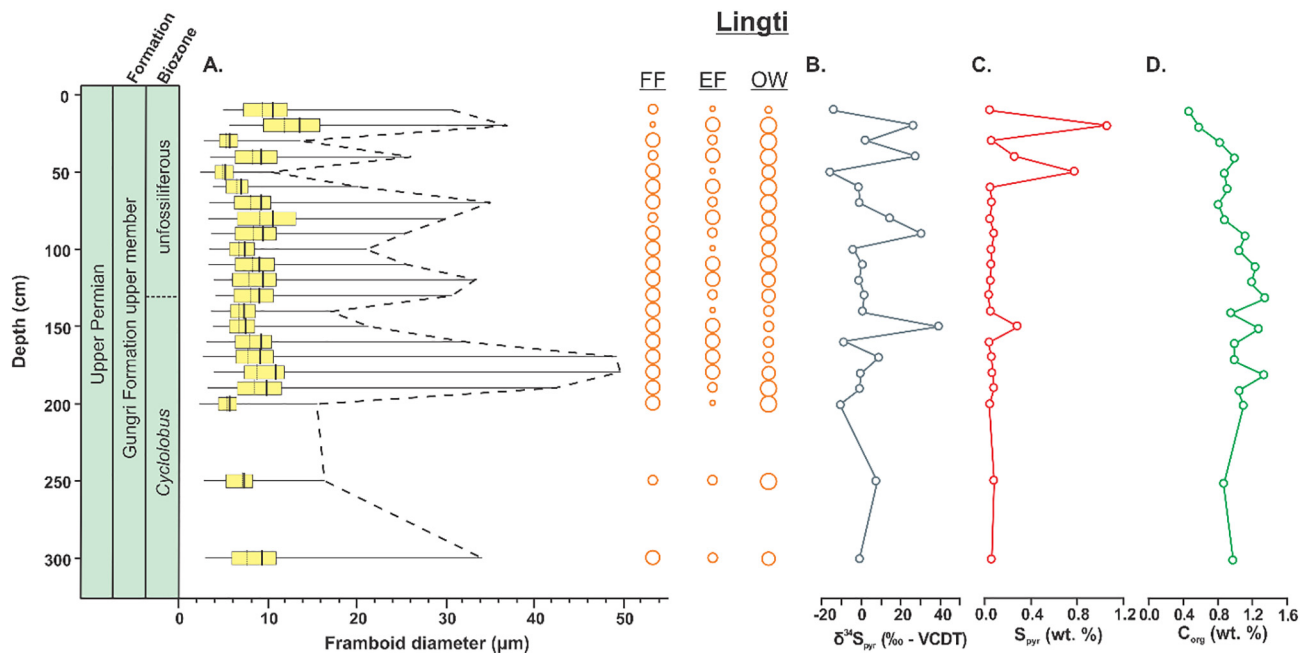 Lingti
Formation
Biozone
A.
FF
EF
OW
B.
C.
D.
Depth (cm)
0
50
100
150
200
250
300
Upper Permian
Gungri Formation upper member
unfossiliferous
Cyclolobus
0
10
20
30
40
50
Framboid diameter (µm)
-20
0
20
40
60
δ³⁴Spyr (‰ - VCDT)
0.0
0.4
0.8
1.2
Spyr (wt. %)
0.0
0.4
0.8
1.2
1.6
Corg (wt. %)